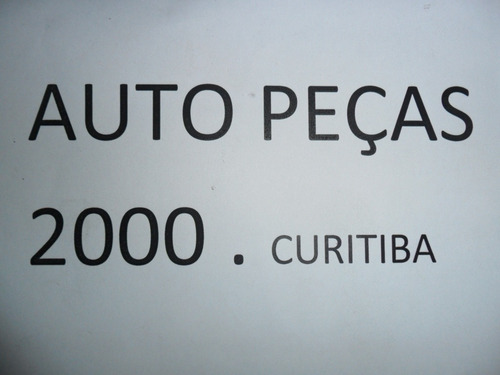 AUTO PEÇAS
2000 . CURITIBA